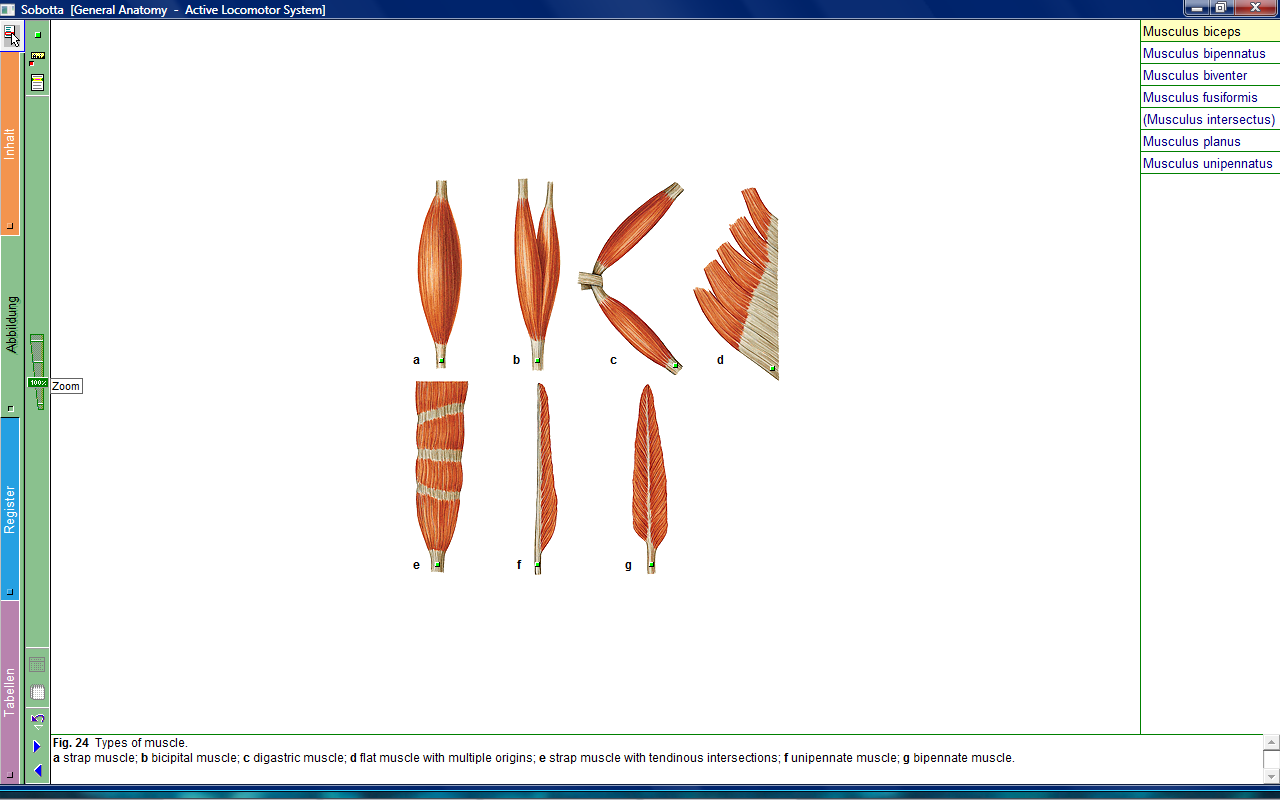 Sobotta [General Anatomy - Active Locomotor System]
Inhalt
Abbildung
Register
Tabellen
100%
Zoom
Musculus biceps
Musculus bipennatus
Musculus biventer
Musculus fusiformis
(Musculus intersectus)
Musculus planus
Musculus unipennatus
a
b
c
d
e
f
g
Fig. 24 Types of muscle.
a strap muscle; b bicipital muscle; c digastric muscle; d flat muscle with multiple origins; e strap muscle with tendinous intersections; f unipennate muscle; g bipennate muscle.